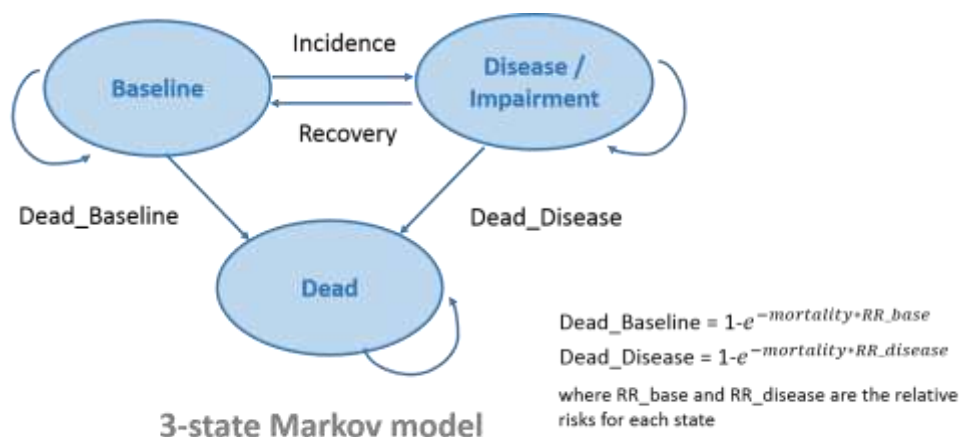 Incidence
Baseline
Disease /
Impairment
Recovery
Dead_Baseline
Dead_Disease
Dead
Dead_Baseline = 1-e^{-mortality*RR_base}
Dead_Disease = 1-e^{-mortality*RR_disease}
where RR_base and RR_disease are the relative
risks for each state
3-state Markov model